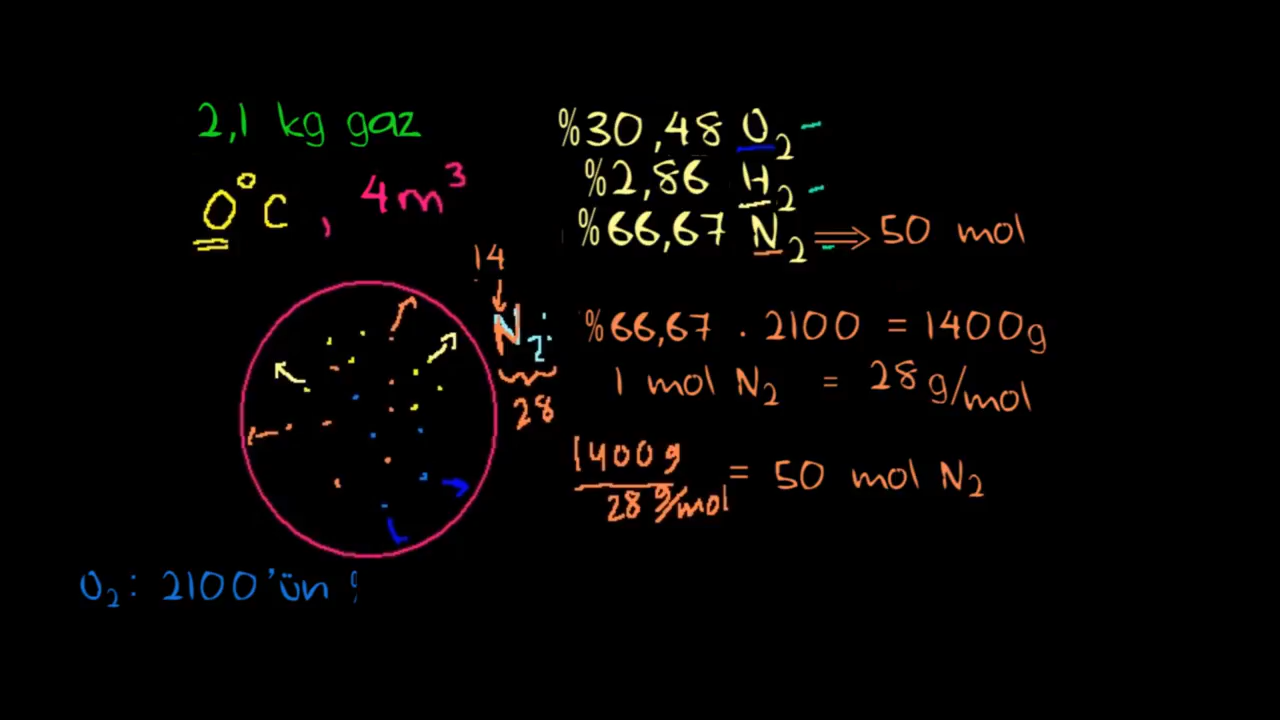 2,1 kg gaz
0°C, 4m³
%30,48 O₂
%2,86 H₂
%66,67 N₂ ⇒ 50 mol
14
N₂
28
%66,67 . 2100 = 1400g
1 mol N₂ = 28 g/mol
1400g
28 g/mol
= 50 mol N₂
O₂: 2100'ün